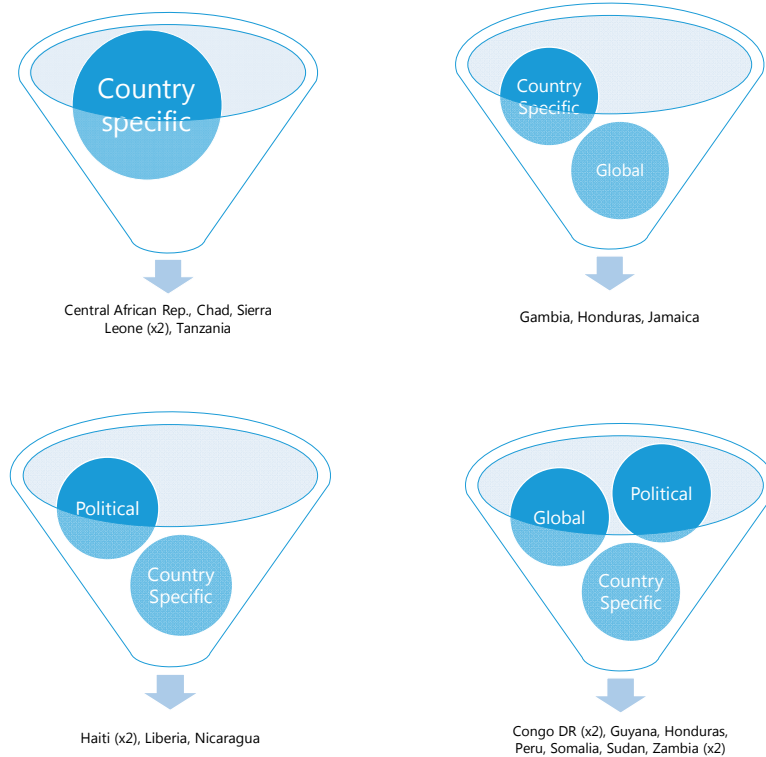 Country
specific
Central African Rep., Chad, Sierra
Leone (x2), Tanzania
Country
Specific
Global
Gambia, Honduras, Jamaica
Political
Country
Specific
Haiti (x2), Liberia, Nicaragua
Global
Political
Country
Specific
Congo DR (x2), Guyana, Honduras,
Peru, Somalia, Sudan, Zambia (x2)